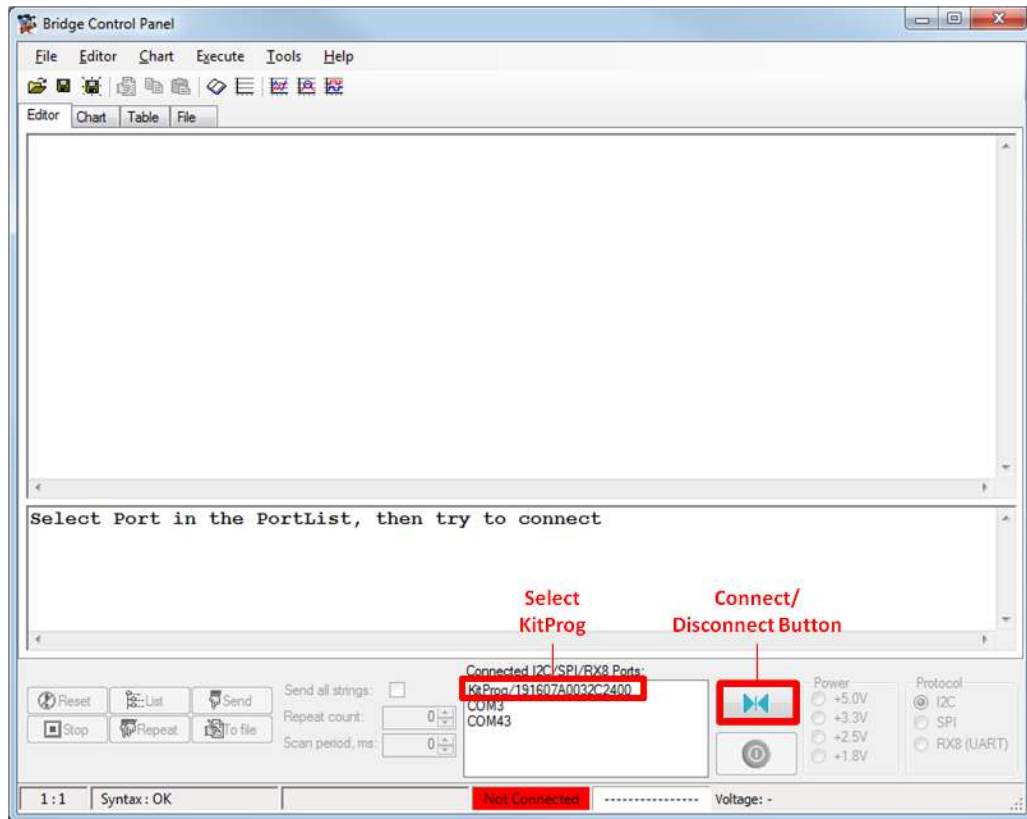 Bridge Control Panel
File Editor Chart Execute Tools Help
Editor Chart Table File
Select Port in the PortList, then try to connect
Select
KitProg
Connect/
Disconnect Button
Connected I2C/SPI/RX8 Ports:
KitProg/191607A0032C2400
COM3
COM43
Reset List Send
Stop Repeat To file
Send all strings:
Repeat count: 0
Scan period, ms: 0
Power
+5.0V
+3.3V
+2.5V
+1.8V
Protocol
I2C
SPI
RX8 (UART)
1:1 Syntax : OK Not Connected ---------------- Voltage: -